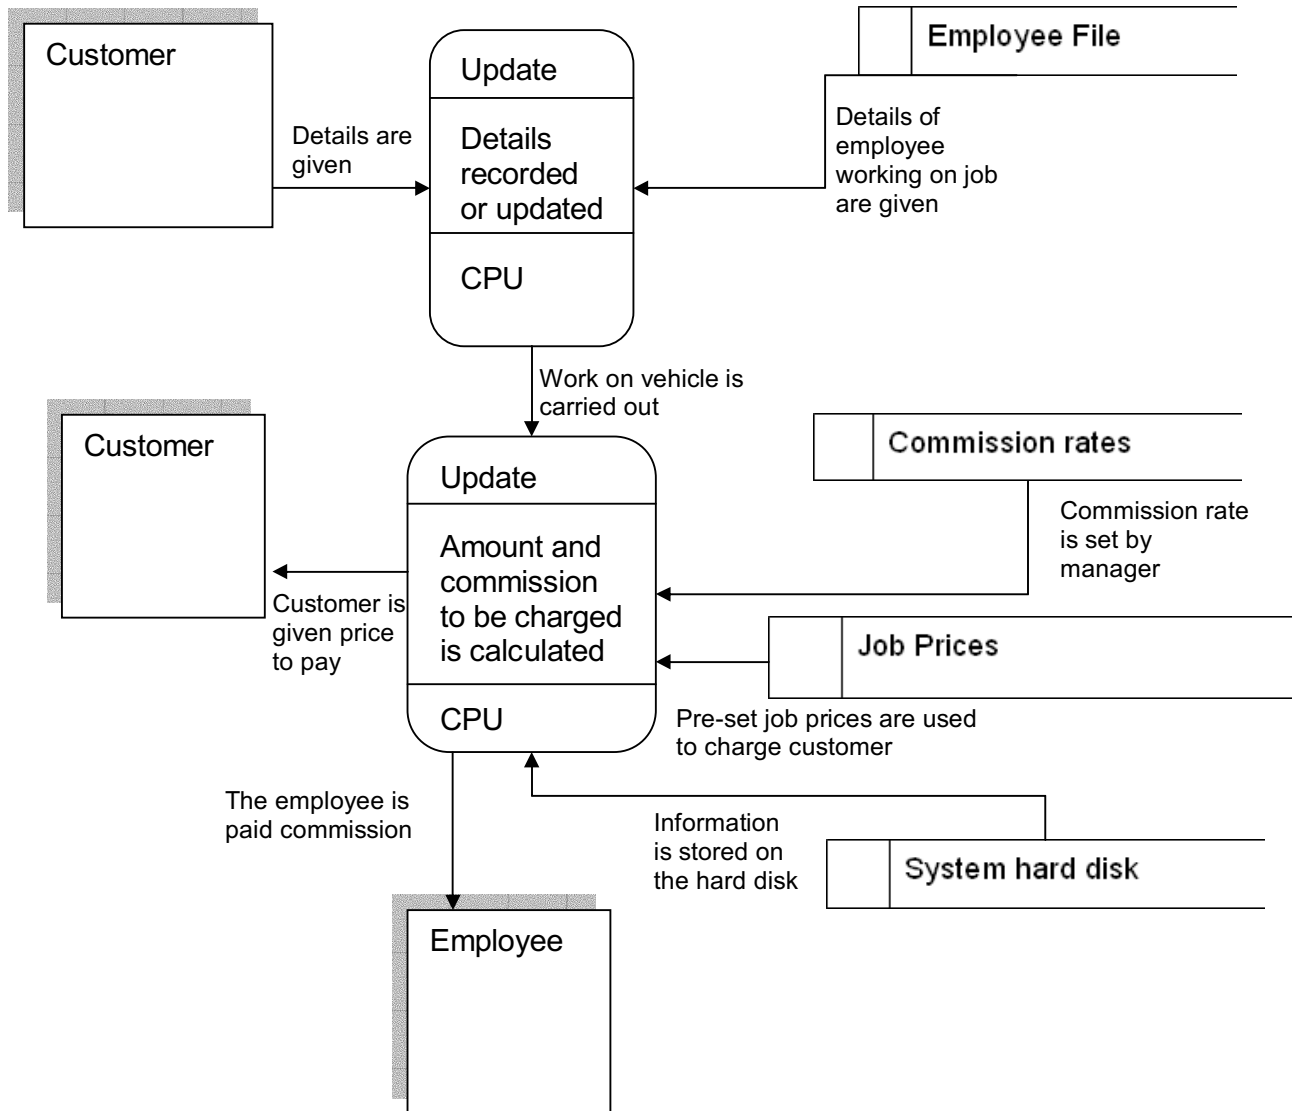 Customer
Details are
given
Update
Details
recorded
or updated
CPU
Employee File
Details of
employee
working on job
are given
Work on vehicle is
carried out
Customer
Customer is
given price
to pay
Update
Amount and
commission
to be charged
is calculated
CPU
Commission rates
Commission rate
is set by
manager
Job Prices
Pre-set job prices are used
to charge customer
The employee is
paid commission
Information
is stored on
the hard disk
System hard disk
Employee